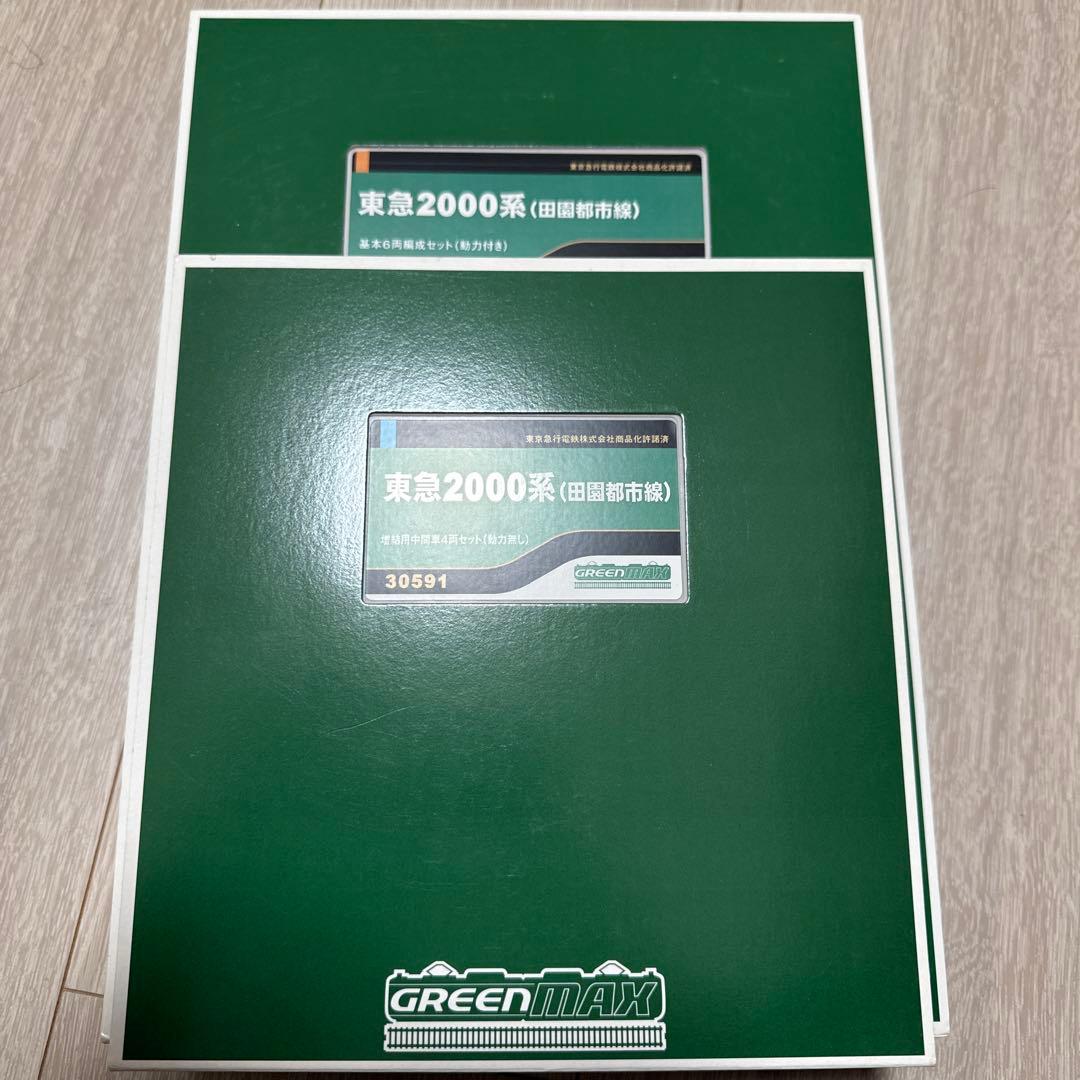 東京急行電鉄株式会社商品化許諾済
東急2000系(田園都市線)
基本6両編成セット(動力付き)
東京急行電鉄株式会社商品化許諾済
東急2000系(田園都市線)
増結用中間車4両セット(動力無し)
30591
GREENMAX
GREENMAX